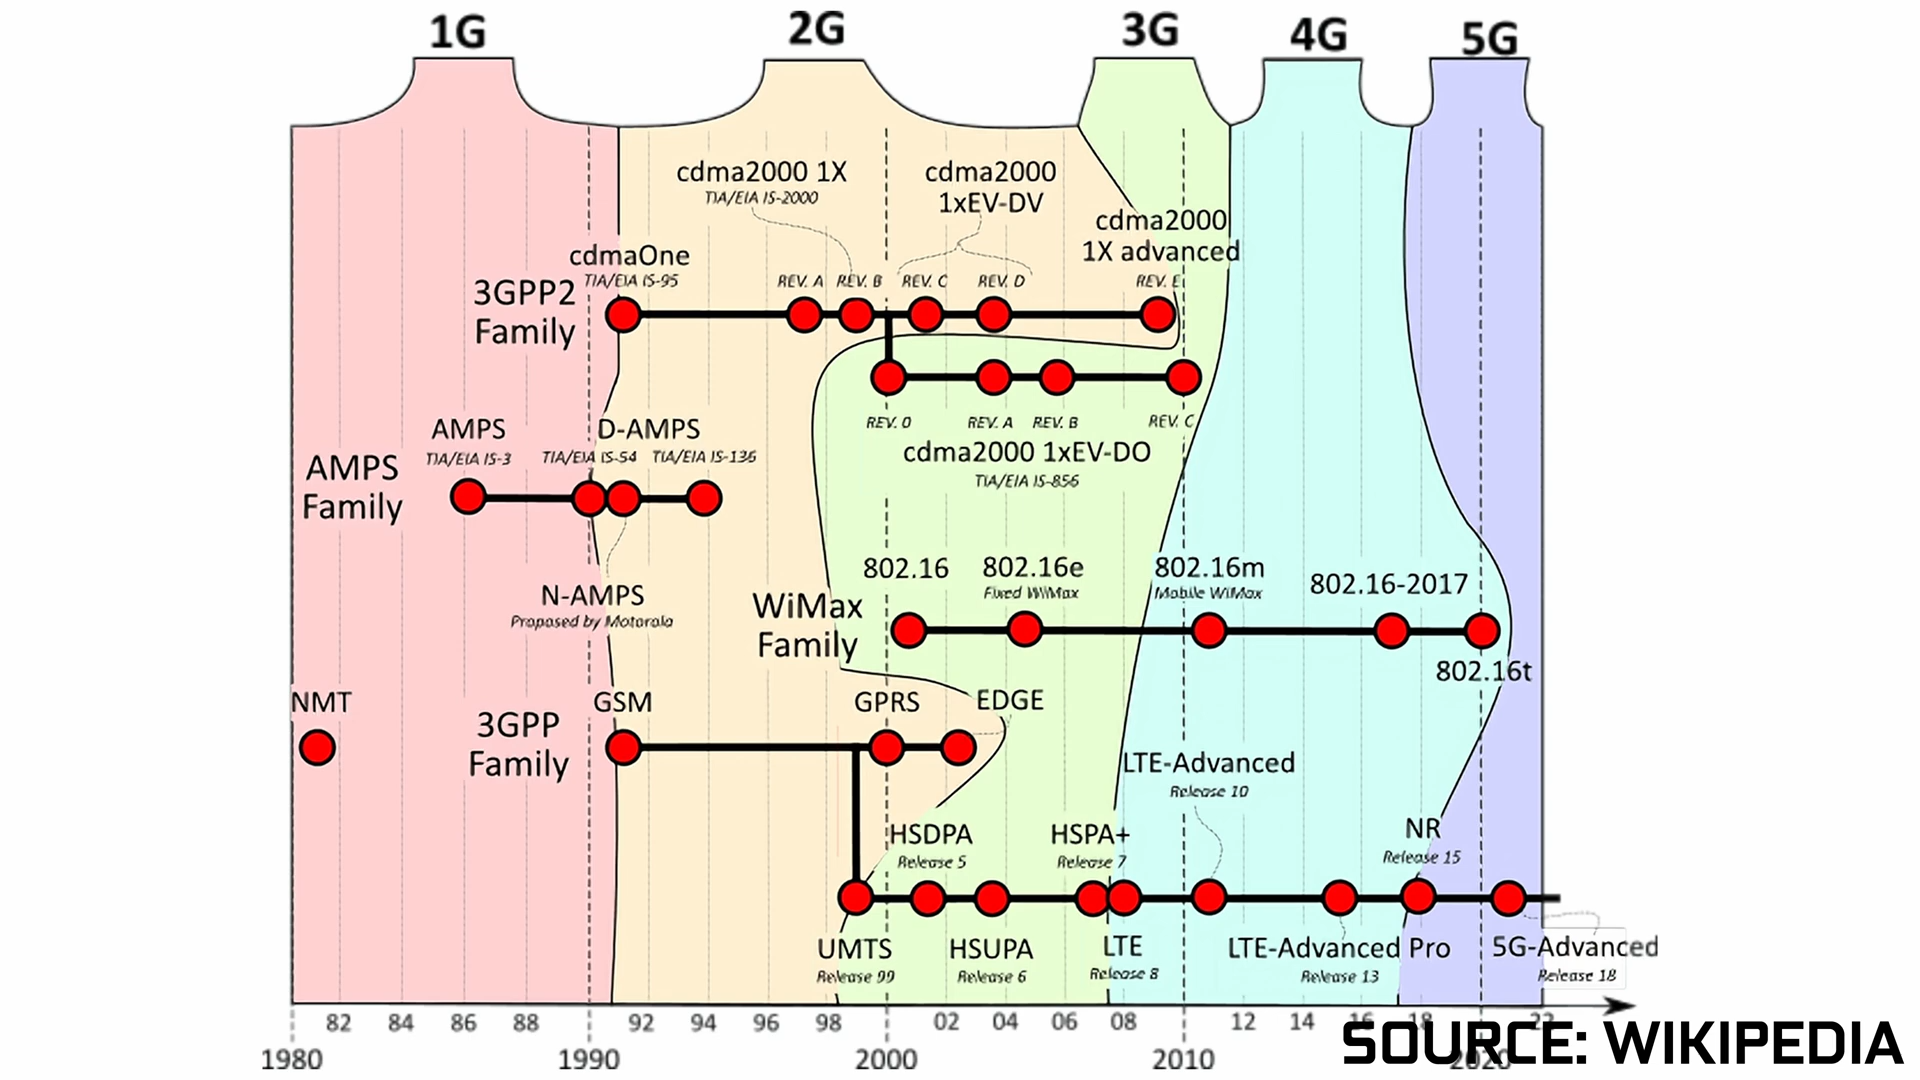 1G 2G 3G 4G 5G
cdma2000 1X
TIA/EIA IS-2000
cdma2000
1xEV-DV
cdma2000
1X advanced
cdmaOne
TIA/EIA IS-95
REV. A REV. B REV. C REV. D REV. E
3GPP2
Family
REV. 0 REV. A REV. B REV. C
cdma2000 1xEV-DO
TIA/EIA IS-856
AMPS
TIA/EIA IS-3
D-AMPS
TIA/EIA IS-54 TIA/EIA IS-136
AMPS
Family
N-AMPS
Proposed by Motorola
802.16
802.16e
Fixed WiMax
802.16m
Mobile WiMax
802.16-2017
802.16t
WiMax
Family
NMT
GSM
GPRS
EDGE
3GPP
Family
LTE-Advanced
Release 10
HSDPA
Release 5
HSPA+
Release 7
NR
Release 15
UMTS
Release 99
HSUPA
Release 6
LTE
Release 8
LTE-Advanced Pro
Release 13
5G-Advanced
Release 18
82 84 86 88 92 94 96 98 02 04 06 08 12 14 16 18 22
1980 1990 2000 2010 2020
SOURCE: WIKIPEDIA